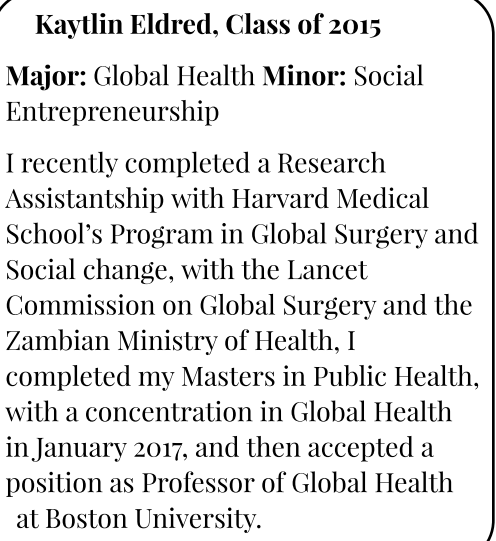 Kaytlin Eldred, Class of 2015
Major: Global Health Minor: Social
Entrepreneurship
I recently completed a Research
Assistantship with Harvard Medical
School’s Program in Global Surgery and
Social change, with the Lancet
Commission on Global Surgery and the
Zambian Ministry of Health, I
completed my Masters in Public Health,
with a concentration in Global Health
in January 2017, and then accepted a
position as Professor of Global Health
at Boston University.